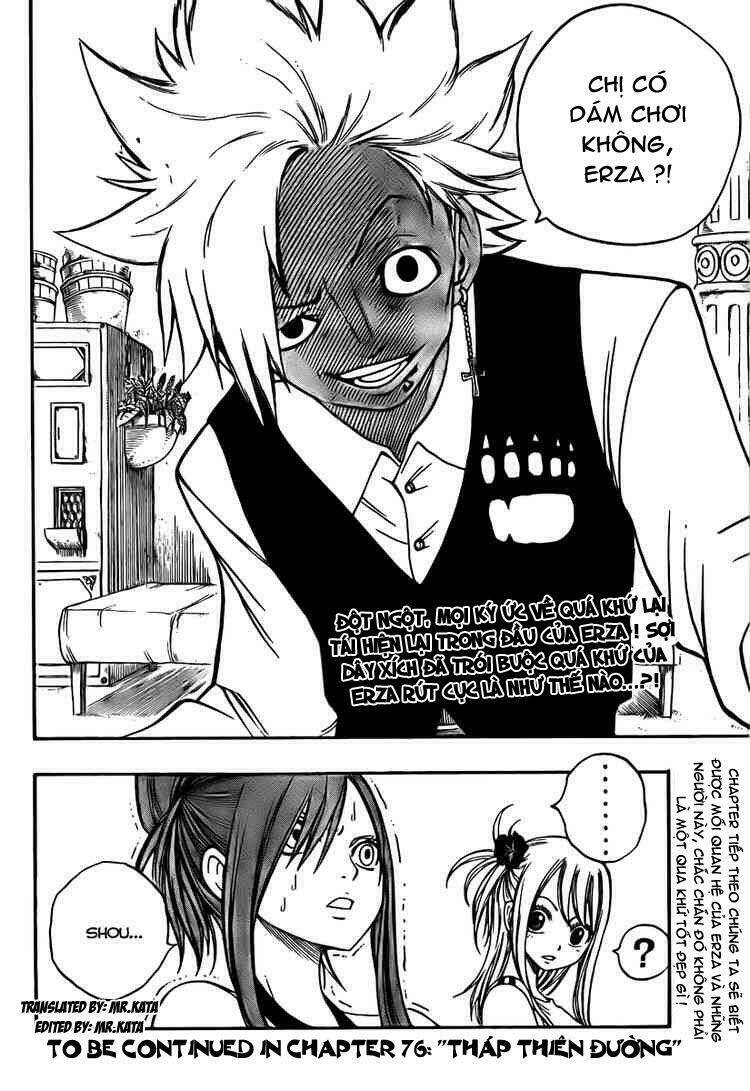 CHỊ CÓ
DÁM CHƠI
KHÔNG,
ERZA ?!
ĐỘT NGỘT, MỌI KÝ ỨC VỀ QUÁ KHỨ LẠI
TÁI HIỆN LẠI TRONG ĐẦU CỦA ERZA ! SỢI
DÂY XÍCH ĐÃ TRÓI BUỘC QUÁ KHỨ CỦA
ERZA RÚT CỤC LÀ NHƯ THẾ NÀO...?!
SHOU...
......
?
CHAPTER TIẾP THEO CHÚNG TA SẼ BIẾT
ĐƯỢC MỐI QUAN HỆ CỦA ERZA VÀ NHŨNG
NGƯỜI NÀY, CHẮC CHẮN ĐÓ KHÔNG PHẢI
LÀ MỘT QUA KHỨ TỐT ĐẸP GÌ!
TRANSLATED BY: MR.KATA
EDITED BY: MR.KATA
TO BE CONTINUED IN CHAPTER 76: "THÁP THIÊN ĐƯỜNG"